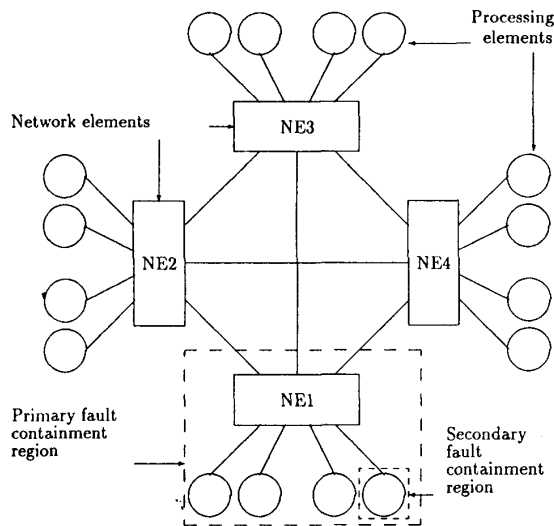 Processing
elements
Network elements
NE3
NE2
NE4
NE1
Primary fault
containment
region
Secondary
fault
containment
region